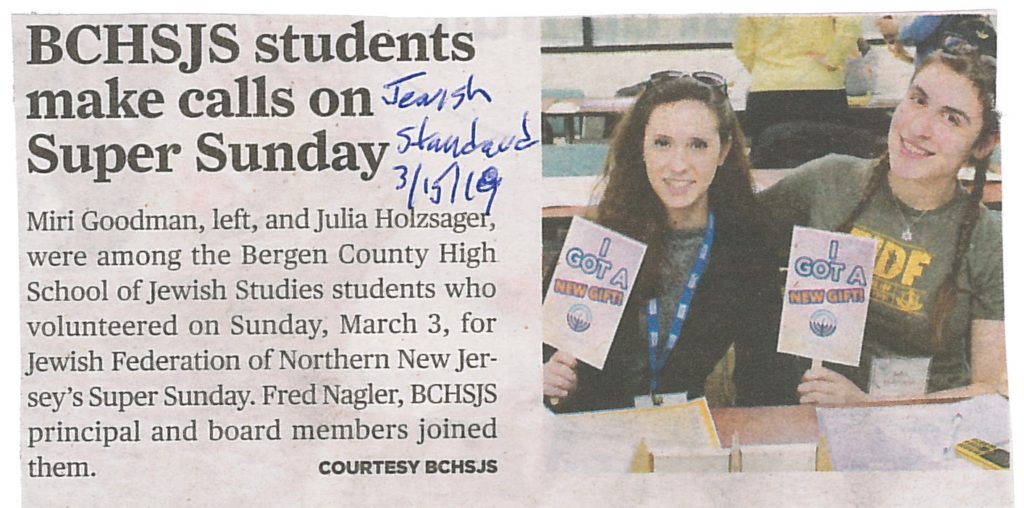 BCHSJS students
make calls on
Super Sunday
Jewish
Standard
3/15/19
Miri Goodman, left, and Julia Holzsager,
were among the Bergen County High
School of Jewish Studies students who
volunteered on Sunday, March 3, for
Jewish Federation of Northern New Jer-
sey’s Super Sunday. Fred Nagler, BCHSJS
principal and board members joined
them.
COURTESY BCHSJS
I
GOT A
NEW GIFT!
I
GOT A
NEW GIFT!